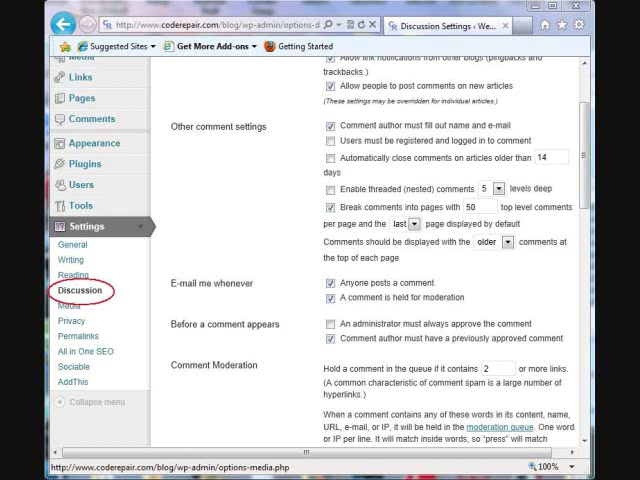 http://www.coderepair.com/blog/wp-admin/options-d
Discussion Settings ‹ We...
Suggested Sites
Get More Add-ons
Getting Started
Media
Links
Pages
Comments
Appearance
Plugins
Users
Tools
Settings
General
Writing
Reading
Discussion
Media
Privacy
Permalinks
All in One SEO
Sociable
AddThis
Collapse menu
Allow link notifications from other blogs (pingbacks and
trackbacks.)
Allow people to post comments on new articles
(These settings may be overridden for individual articles.)
Other comment settings
Comment author must fill out name and e-mail
Users must be registered and logged in to comment
Automatically close comments on articles older than 14
days
Enable threaded (nested) comments 5 levels deep
Break comments into pages with 50 top level comments
per page and the last page displayed by default
Comments should be displayed with the older comments at
the top of each page
E-mail me whenever
Anyone posts a comment
A comment is held for moderation
Before a comment appears
An administrator must always approve the comment
Comment author must have a previously approved comment
Comment Moderation
Hold a comment in the queue if it contains 2 or more links.
(A common characteristic of comment spam is a large number of
hyperlinks.)
When a comment contains any of these words in its content, name,
URL, e-mail, or IP, it will be held in the moderation queue. One word
or IP per line. It will match inside words, so “press” will match
http://www.coderepair.com/blog/wp-admin/options-media.php
100%